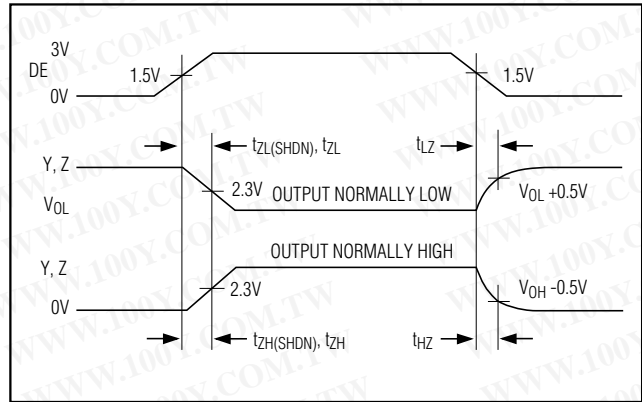 3V
DE
1.5V
1.5V
0V
tZL(SHDN), tZL
tLZ
Y, Z
2.3V
OUTPUT NORMALLY LOW
VOL +0.5V
VOL
OUTPUT NORMALLY HIGH
Y, Z
2.3V
VOH -0.5V
0V
tZH(SHDN), tZH
tHZ
WWW.100Y.COM.TW